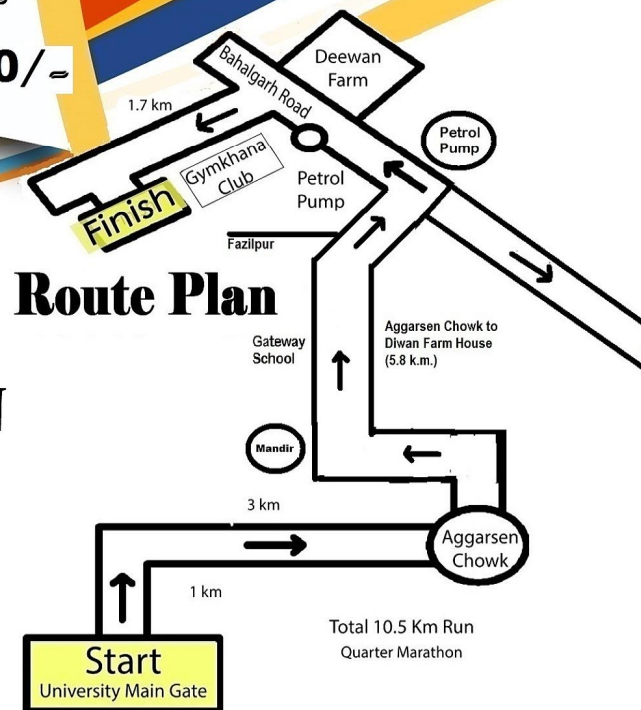 0/-
Bahalgarh Road
Deewan
Farm
1.7 km
Petrol
Pump
Gymkhana
Club
Petrol
Pump
Finish
Fazilpur
Route Plan
Aggarsen Chowk to
Diwan Farm House
(5.8 k.m.)
Gateway
School
Mandir
3 km
Aggarsen
Chowk
1 km
Total 10.5 Km Run
Quarter Marathon
Start
University Main Gate